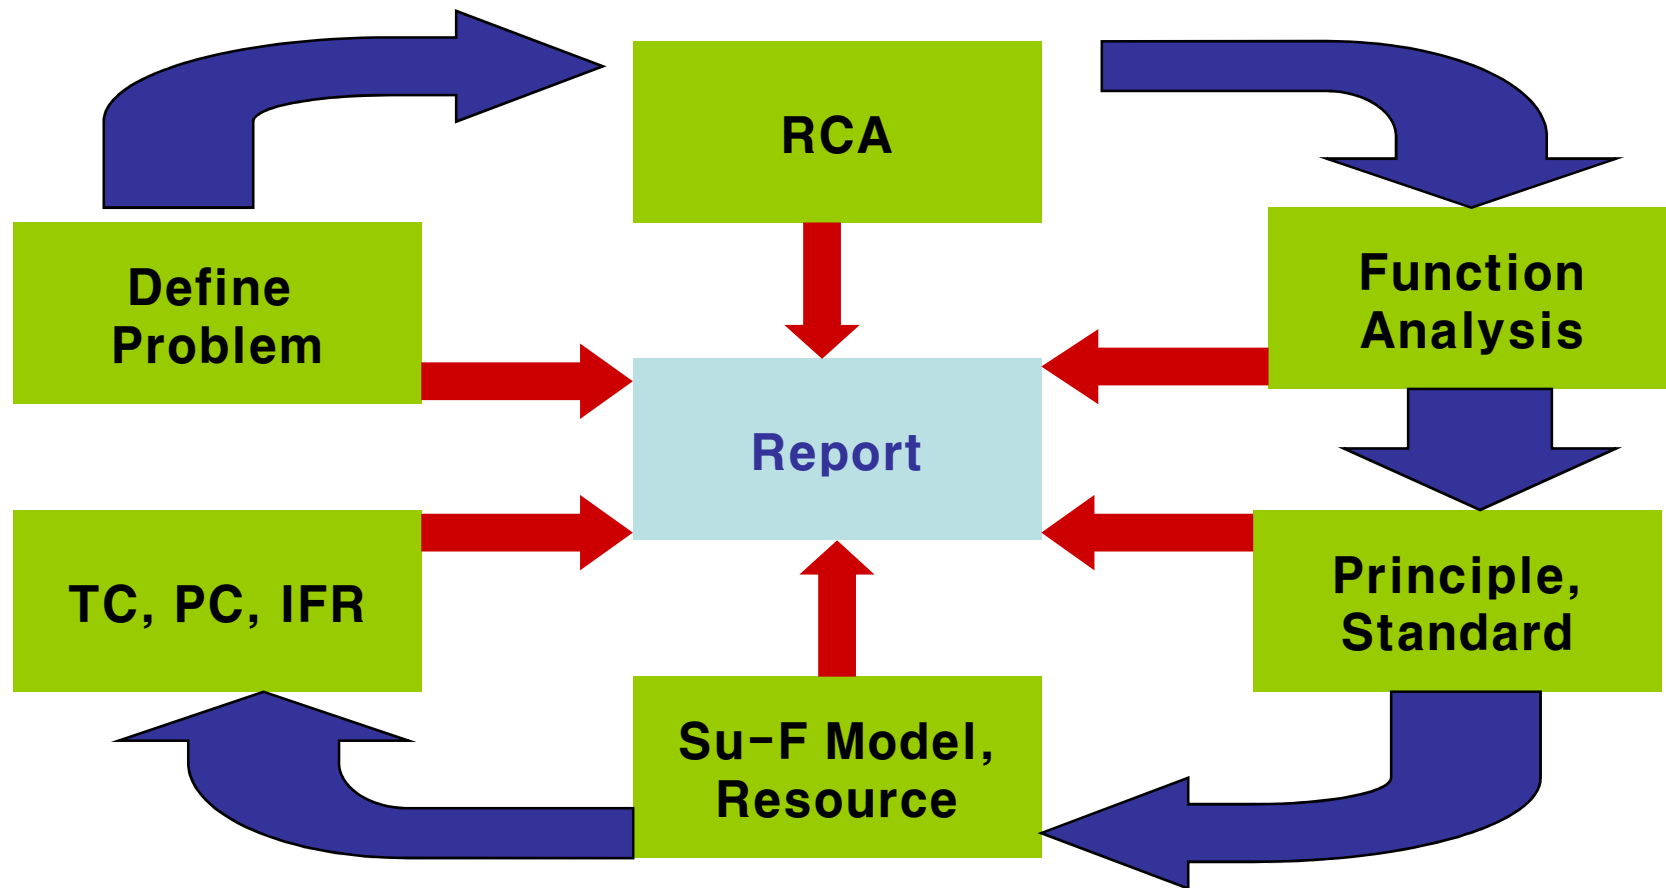 RCA
Define
Problem
Function
Analysis
Report
TC, PC, IFR
Principle,
Standard
Su-F Model,
Resource